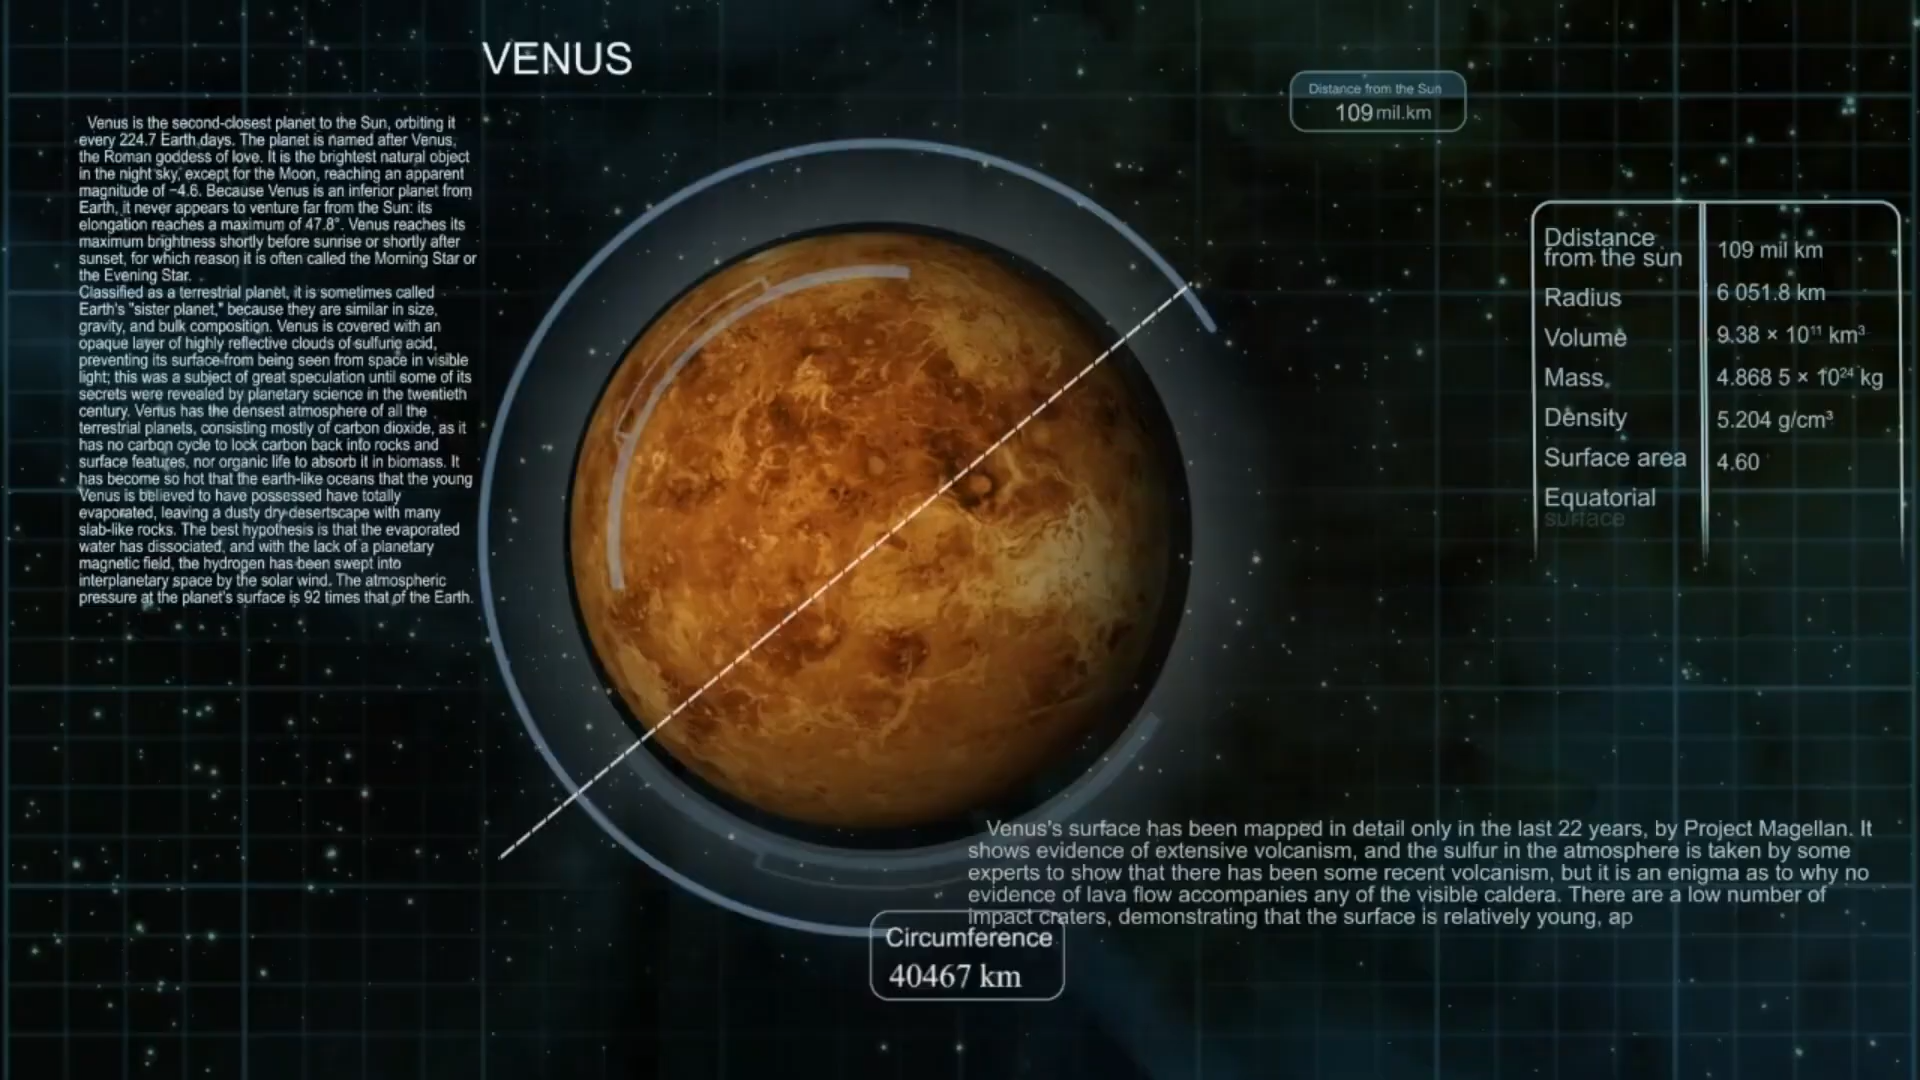 VENUS
Distance from the Sun
109 mil.km
Venus is the second-closest planet to the Sun, orbiting it
every 224.7 Earth days. The planet is named after Venus,
the Roman goddess of love. It is the brightest natural object
in the night sky, except for the Moon, reaching an apparent
magnitude of −4.6. Because Venus is an inferior planet from
Earth, it never appears to venture far from the Sun: its
elongation reaches a maximum of 47.8°. Venus reaches its
maximum brightness shortly before sunrise or shortly after
sunset, for which reason it is often called the Morning Star or
the Evening Star.
Classified as a terrestrial planet, it is sometimes called
Earth's "sister planet," because they are similar in size,
gravity, and bulk composition. Venus is covered with an
opaque layer of highly reflective clouds of sulfuric acid,
preventing its surface from being seen from space in visible
light; this was a subject of great speculation until some of its
secrets were revealed by planetary science in the twentieth
century. Venus has the densest atmosphere of all the
terrestrial planets, consisting mostly of carbon dioxide, as it
has no carbon cycle to lock carbon back into rocks and
surface features, nor organic life to absorb it in biomass. It
has become so hot that the earth-like oceans that the young
Venus is believed to have possessed have totally
evaporated, leaving a dusty dry desertscape with many
slab-like rocks. The best hypothesis is that the evaporated
water has dissociated, and with the lack of a planetary
magnetic field, the hydrogen has been swept into
interplanetary space by the solar wind. The atmospheric
pressure at the planet's surface is 92 times that of the Earth.
Ddistance
from the sun 109 mil km
Radius 6 051.8 km
Volume 9.38 × 10¹¹ km³
Mass 4.868 5 × 10²⁴ kg
Density 5.204 g/cm³
Surface area 4.60
Equatorial
surface
Venus's surface has been mapped in detail only in the last 22 years, by Project Magellan. It
shows evidence of extensive volcanism, and the sulfur in the atmosphere is taken by some
experts to show that there has been some recent volcanism, but it is an enigma as to why no
evidence of lava flow accompanies any of the visible caldera. There are a low number of
impact craters, demonstrating that the surface is relatively young, ap
Circumference
40467 km